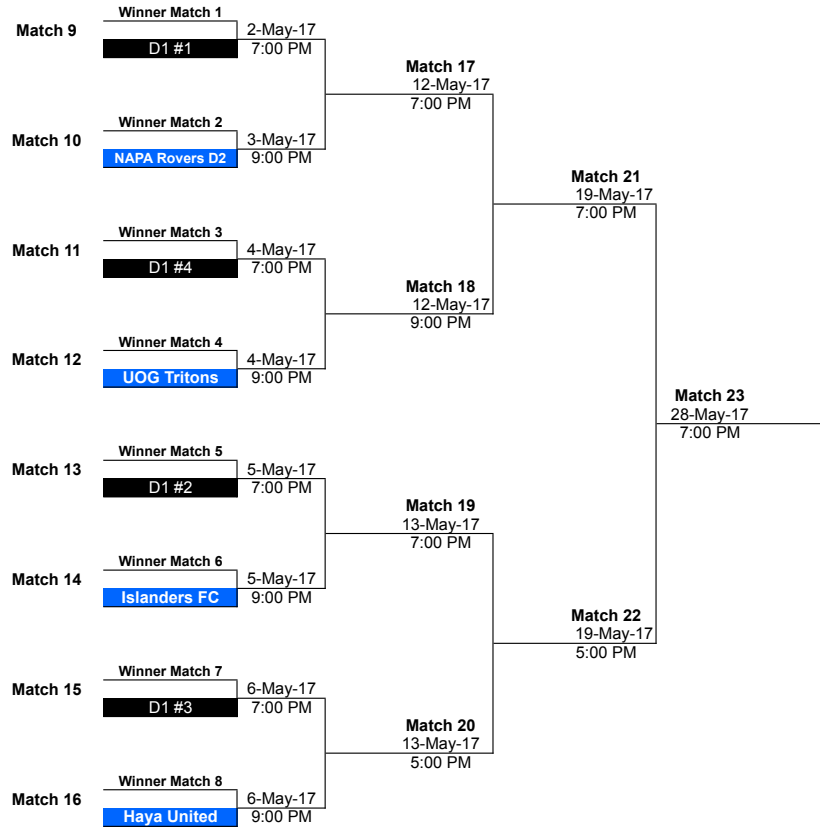 Winner Match 1
Match 9
2-May-17
D1 #1
7:00 PM
Match 17
12-May-17
7:00 PM
Winner Match 2
Match 10
3-May-17
NAPA Rovers D2
9:00 PM
Match 21
19-May-17
7:00 PM
Winner Match 3
Match 11
4-May-17
D1 #4
7:00 PM
Match 18
12-May-17
9:00 PM
Winner Match 4
Match 12
4-May-17
UOG Tritons
9:00 PM
Match 23
28-May-17
7:00 PM
Winner Match 5
Match 13
5-May-17
D1 #2
7:00 PM
Match 19
13-May-17
7:00 PM
Winner Match 6
Match 14
5-May-17
Islanders FC
9:00 PM
Match 22
19-May-17
5:00 PM
Winner Match 7
Match 15
6-May-17
D1 #3
7:00 PM
Match 20
13-May-17
5:00 PM
Winner Match 8
Match 16
6-May-17
Haya United
9:00 PM